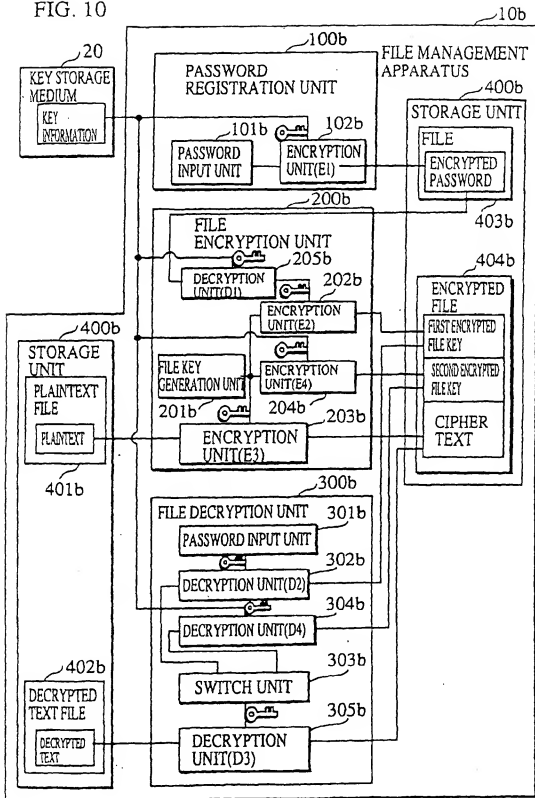 FIG. 10
10b
20
KEY STORAGE
MEDIUM
KEY
INFORMATION
100b
PASSWORD
REGISTRATION UNIT
101b
PASSWORD
INPUT UNIT
102b
ENCRYPTION
UNIT(E1)
FILE MANAGEMENT
APPARATUS
400b
STORAGE UNIT
FILE
ENCRYPTED
PASSWORD
403b
200b
FILE
ENCRYPTION UNIT
205b
DECRYPTION
UNIT(D1)
202b
ENCRYPTION
UNIT(E2)
FILE KEY
GENERATION UNIT
201b
ENCRYPTION
UNIT(E4)
204b
203b
ENCRYPTION
UNIT(E3)
404b
ENCRYPTED
FILE
FIRST ENCRYPTED
FILE KEY
SECOND ENCRYPTED
FILE KEY
CIPHER
TEXT
400b
STORAGE
UNIT
PLAINTEXT
FILE
PLAINTEXT
401b
300b
FILE DECRYPTION UNIT
301b
PASSWORD INPUT UNIT
302b
DECRYPTION UNIT(D2)
304b
DECRYPTION UNIT(D4)
303b
SWITCH UNIT
305b
DECRYPTION
UNIT(D3)
402b
DECRYPTED
TEXT FILE
DECRYPTED
TEXT